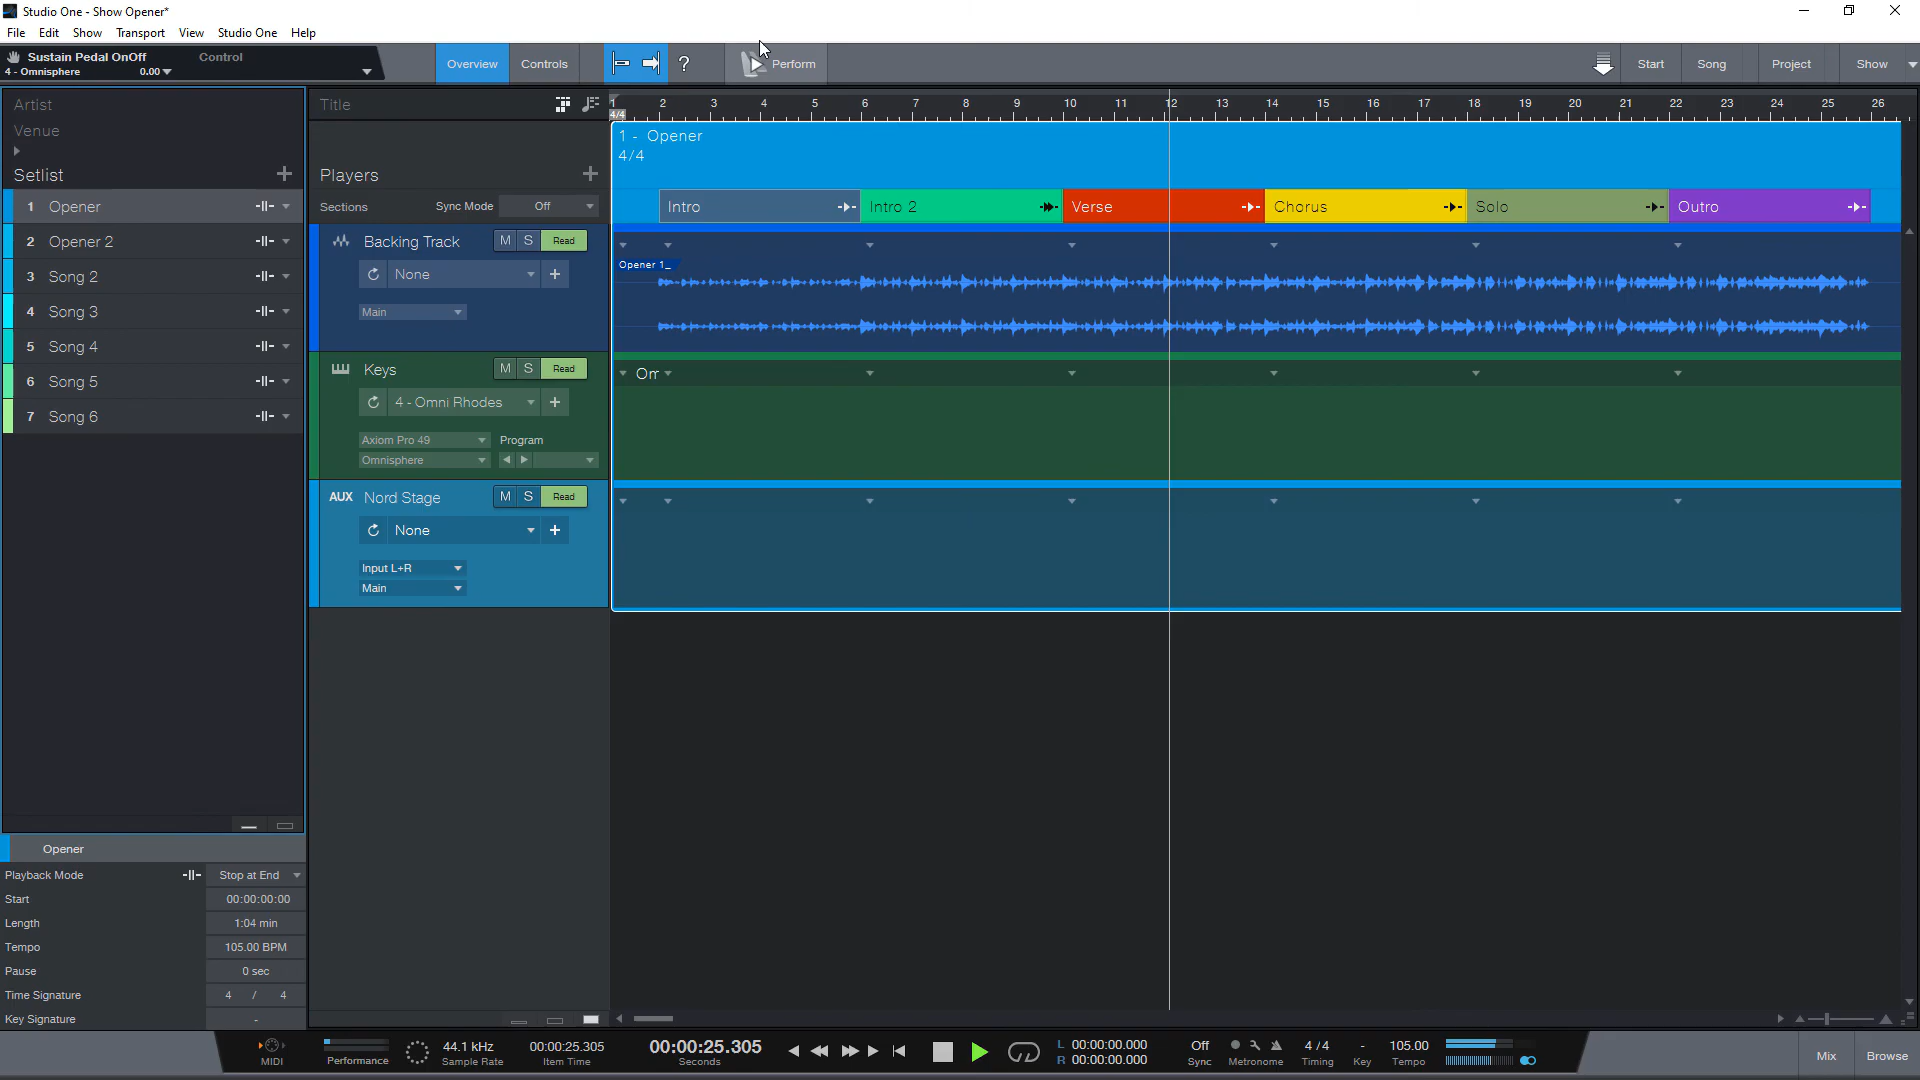 Studio One - Show Opener*
File Edit Show Transport View Studio One Help
Sustain Pedal OnOff Control
4 - Omnisphere 0.00
Overview Controls ? Perform Start Song Project Show
Artist
Venue
Setlist
1 Opener
2 Opener 2
3 Song 2
4 Song 3
5 Song 4
6 Song 5
7 Song 6
Opener
Playback Mode Stop at End
Start 00:00:00:00
Length 1:04 min
Tempo 105.00 BPM
Pause 0 sec
Time Signature 4 / 4
Key Signature -
Title
Players
Sections Sync Mode Off
Backing Track M S Read
None
Main
Keys M S Read
4 - Omni Rhodes
Axiom Pro 49 Program
Omnisphere
AUX Nord Stage M S Read
None
Input L+R
Main
1 2 3 4 5 6 7 8 9 10 11 12 13 14 15 16 17 18 19 20 21 22 23 24 25 26
4/4
1 - Opener
4/4
Intro Intro 2 Verse Chorus Solo Outro
Opener 1_
Om
MIDI
Performance
44.1 kHz
Sample Rate
00:00:25.305
Item Time
00:00:25.305
Seconds
L 00:00:00.000
R 00:00:00.000
Off
Sync
Metronome
4 / 4
Timing
-
Key
105.00
Tempo
Mix Browse